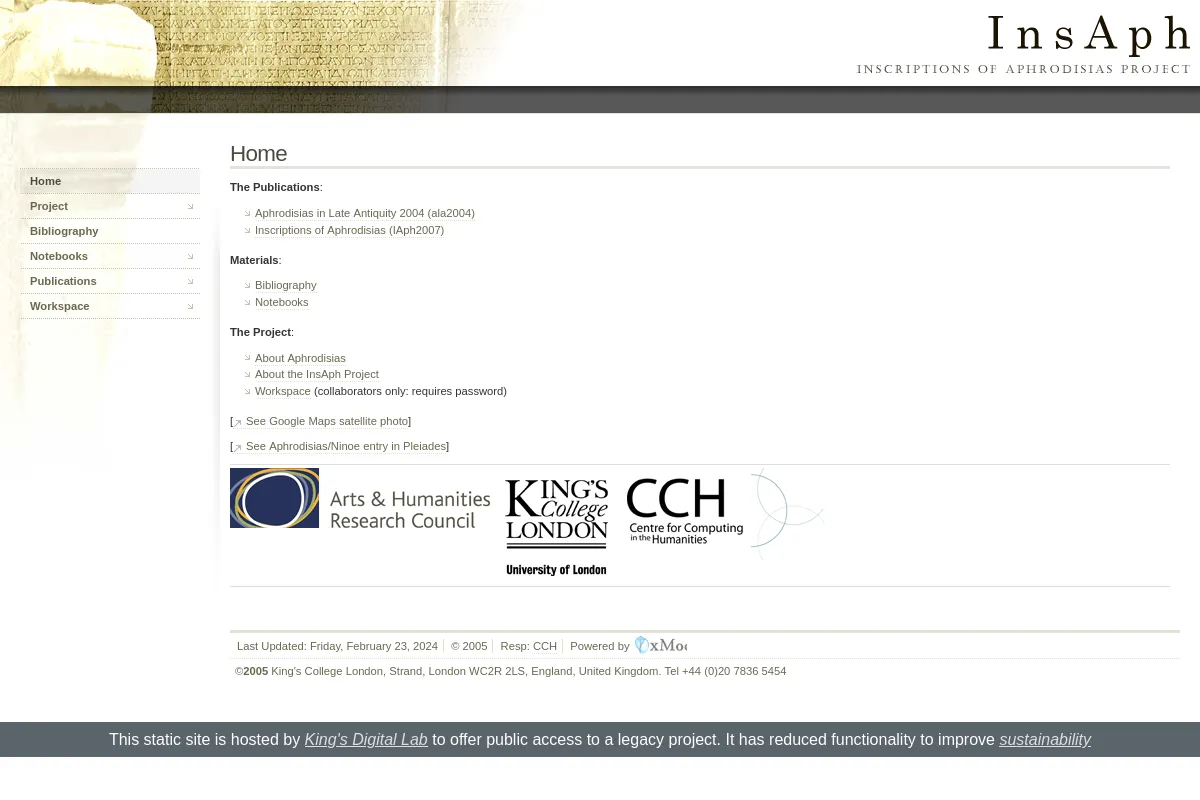 InsAph
INSCRIPTIONS OF APHRODISIAS PROJECT
Home
Project
Bibliography
Notebooks
Publications
Workspace
Home
The Publications:
Aphrodisias in Late Antiquity 2004 (ala2004)
Inscriptions of Aphrodisias (IAph2007)
Materials:
Bibliography
Notebooks
The Project:
About Aphrodisias
About the InsAph Project
Workspace (collaborators only: requires password)
[ See Google Maps satellite photo]
[ See Aphrodisias/Ninoe entry in Pleiades]
Arts & Humanities
Research Council
KING'S
College
LONDON
University of London
CCH
Centre for Computing
in the Humanities
Last Updated: Friday, February 23, 2024 © 2005 Resp: CCH Powered by
©2005 King's College London, Strand, London WC2R 2LS, England, United Kingdom. Tel +44 (0)20 7836 5454
This static site is hosted by King's Digital Lab to offer public access to a legacy project. It has reduced functionality to improve sustainability